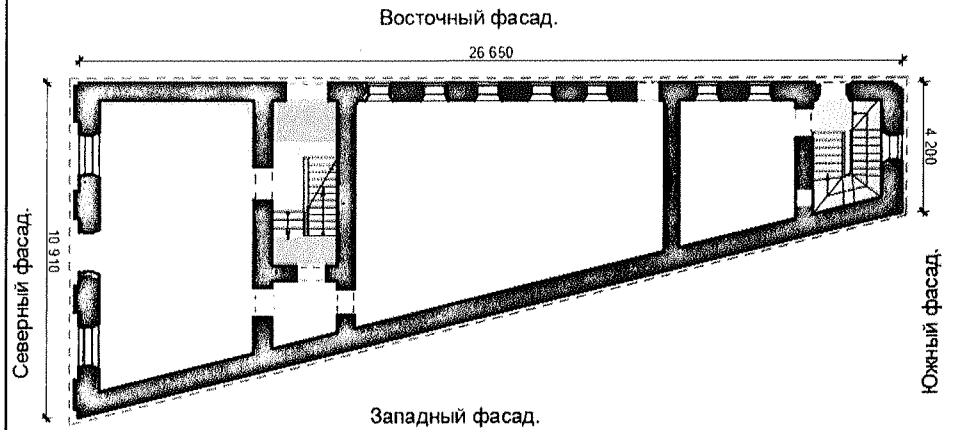 Восточный фасад.
26 650
Северный фасад.
10 910
4 200
Южный фасад.
Западный фасад.